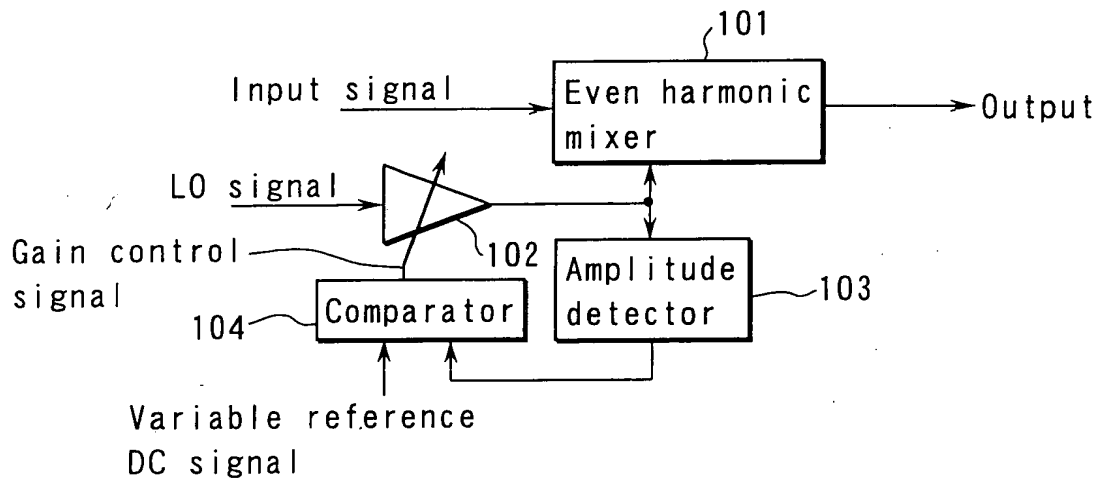 101
Input signal
Even harmonic
mixer
Output
LO signal
102
Gain control
signal
Amplitude
detector
103
104
Comparator
Variable reference
DC signal